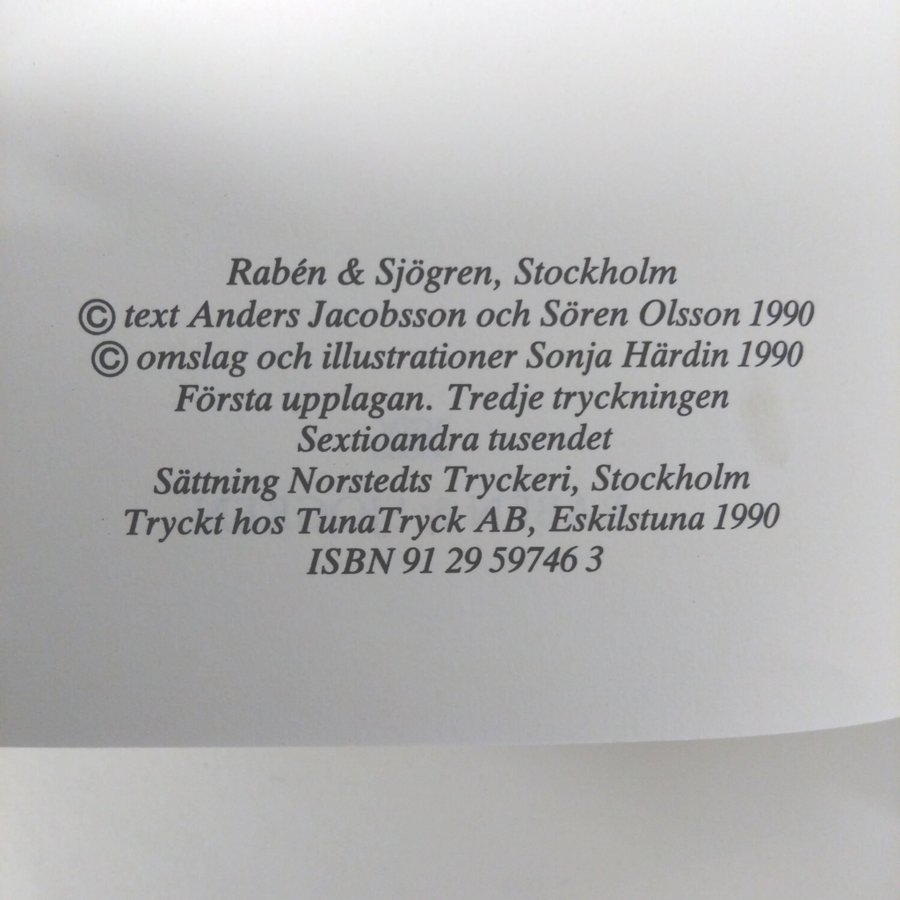 Rabén & Sjögren, Stockholm
© text Anders Jacobsson och Sören Olsson 1990
© omslag och illustrationer Sonja Härdin 1990
Första upplagan. Tredje tryckningen
Sextioandra tusendet
Sättning Norstedts Tryckeri, Stockholm
Tryckt hos TunaTryck AB, Eskilstuna 1990
ISBN 91 29 59746 3